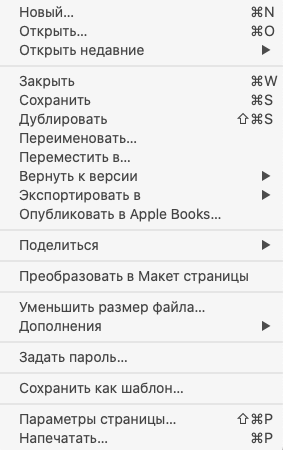 Новый... ⌘N
Открыть... ⌘O
Открыть недавние ▶
Закрыть ⌘W
Сохранить ⌘S
Дублировать ⇧⌘S
Переименовать...
Переместить в...
Вернуть к версии ▶
Экспортировать в ▶
Опубликовать в Apple Books...
Поделиться ▶
Преобразовать в Макет страницы
Уменьшить размер файла...
Дополнения ▶
Задать пароль...
Сохранить как шаблон...
Параметры страницы... ⇧⌘P
Напечатать... ⌘P